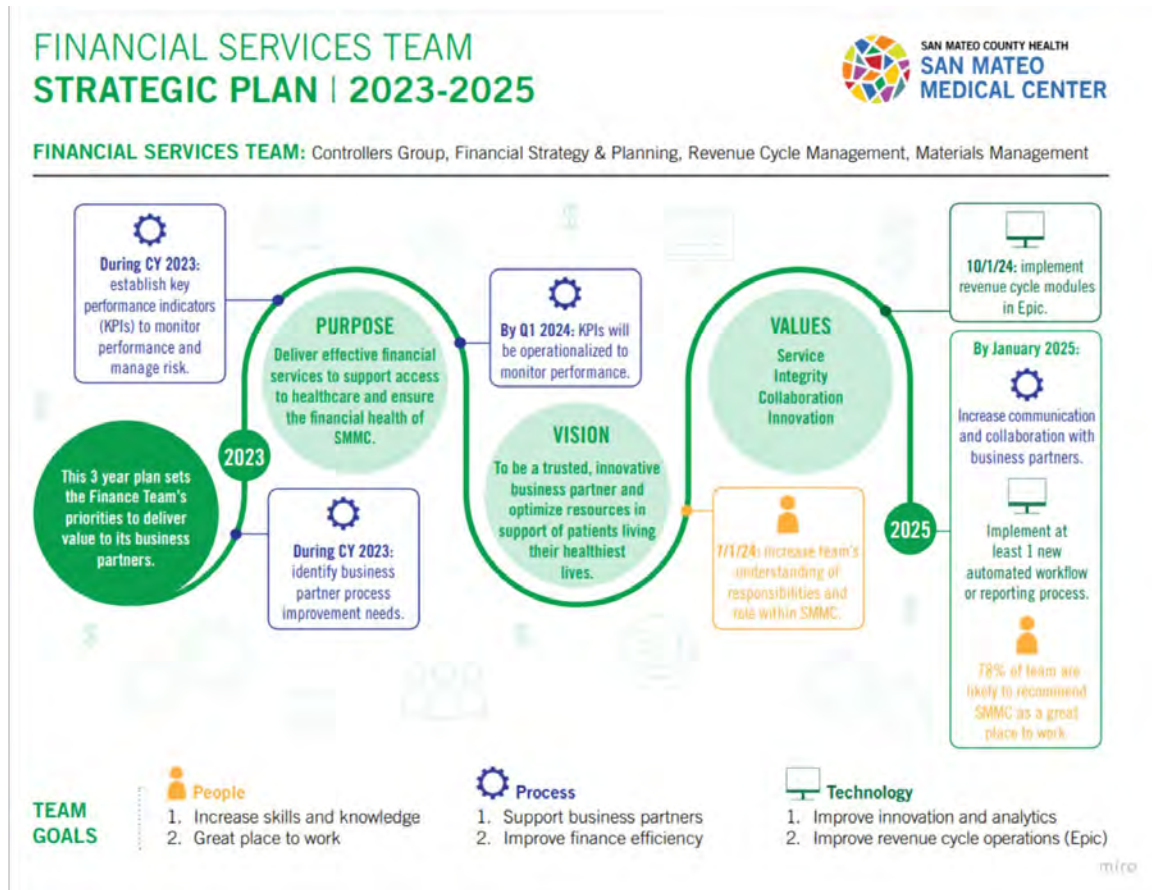 FINANCIAL SERVICES TEAM
STRATEGIC PLAN | 2023-2025
SAN MATEO COUNTY HEALTH
SAN MATEO
MEDICAL CENTER
FINANCIAL SERVICES TEAM: Controllers Group, Financial Strategy & Planning, Revenue Cycle Management, Materials Management
This 3 year plan sets
the Finance Team's
priorities to deliver
value to its business
partners.
2023
During CY 2023:
establish key
performance indicators
(KPIs) to monitor
performance and
manage risk.
During CY 2023:
identify business
partner process
improvement needs.
PURPOSE
Deliver effective financial
services to support access
to healthcare and ensure
the financial health of
SMMC.
By Q1 2024: KPIs will
be operationalized to
monitor performance.
VISION
To be a trusted, innovative
business partner and
optimize resources in
support of patients living
their healthiest
lives.
VALUES
Service
Integrity
Collaboration
Innovation
7/1/24: Increase team's
understanding of
responsibilities and
role within SMMC.
10/1/24: implement
revenue cycle modules
in Epic.
2025
By January 2025:
Increase communication
and collaboration with
business partners.
Implement at
least 1 new
automated workflow
or reporting process.
78% of team are
likely to recommend
SMMC as a great
place to work.
TEAM
GOALS
People
1. Increase skills and knowledge
2. Great place to work
Process
1. Support business partners
2. Improve finance efficiency
Technology
1. Improve innovation and analytics
2. Improve revenue cycle operations (Epic)
miro